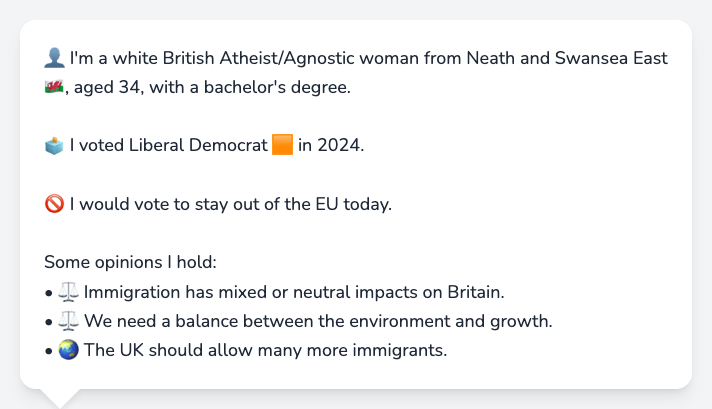 👤 I'm a white British Atheist/Agnostic woman from Neath and Swansea East
🏴󠁧󠁢󠁷󠁬󠁳󠁿, aged 34, with a bachelor's degree.
🗳️ I voted Liberal Democrat 🟧 in 2024.
🚫 I would vote to stay out of the EU today.
Some opinions I hold:
• ⚖️ Immigration has mixed or neutral impacts on Britain.
• ⚖️ We need a balance between the environment and growth.
• 🌏 The UK should allow many more immigrants.